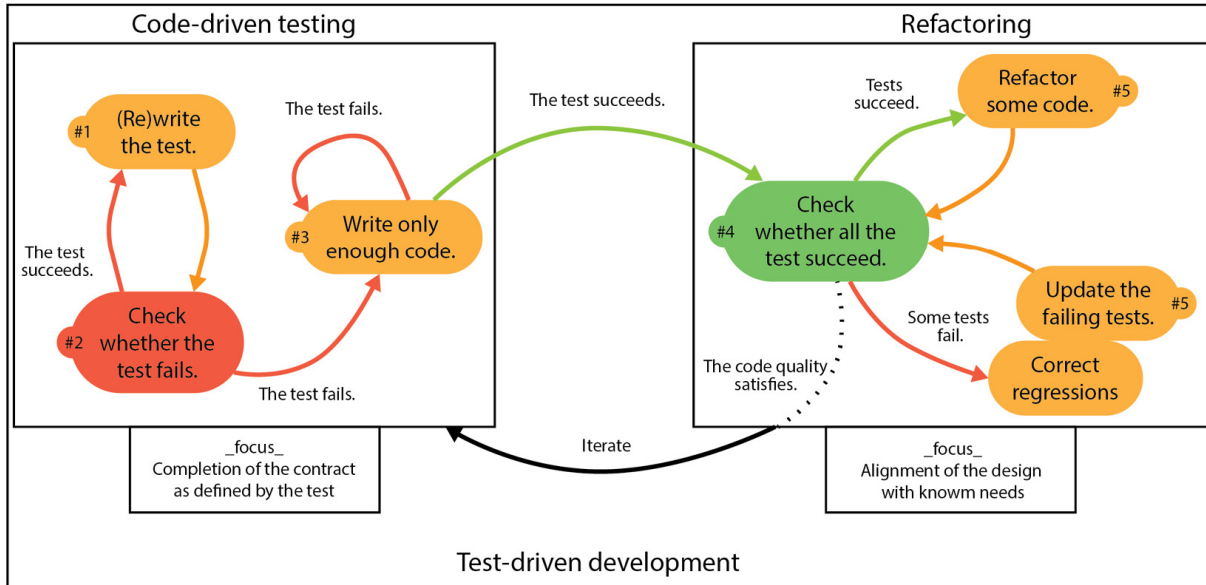 Code-driven testing
Refactoring
#1
(Re)write
the test.
The test fails.
The test
succeeds.
#3
Write only
enough code.
#2
Check
whether the
test fails.
The test fails.
The test succeeds.
Tests
succeed.
Refactor
some code.
#5
#4
Check
whether all the
test succeed.
Update the
failing tests.
#5
Some tests
fail.
Correct
regressions
The code quality
satisfies.
Iterate
_focus_
Completion of the contract
as defined by the test
_focus_
Alignment of the design
with knowm needs
Test-driven development